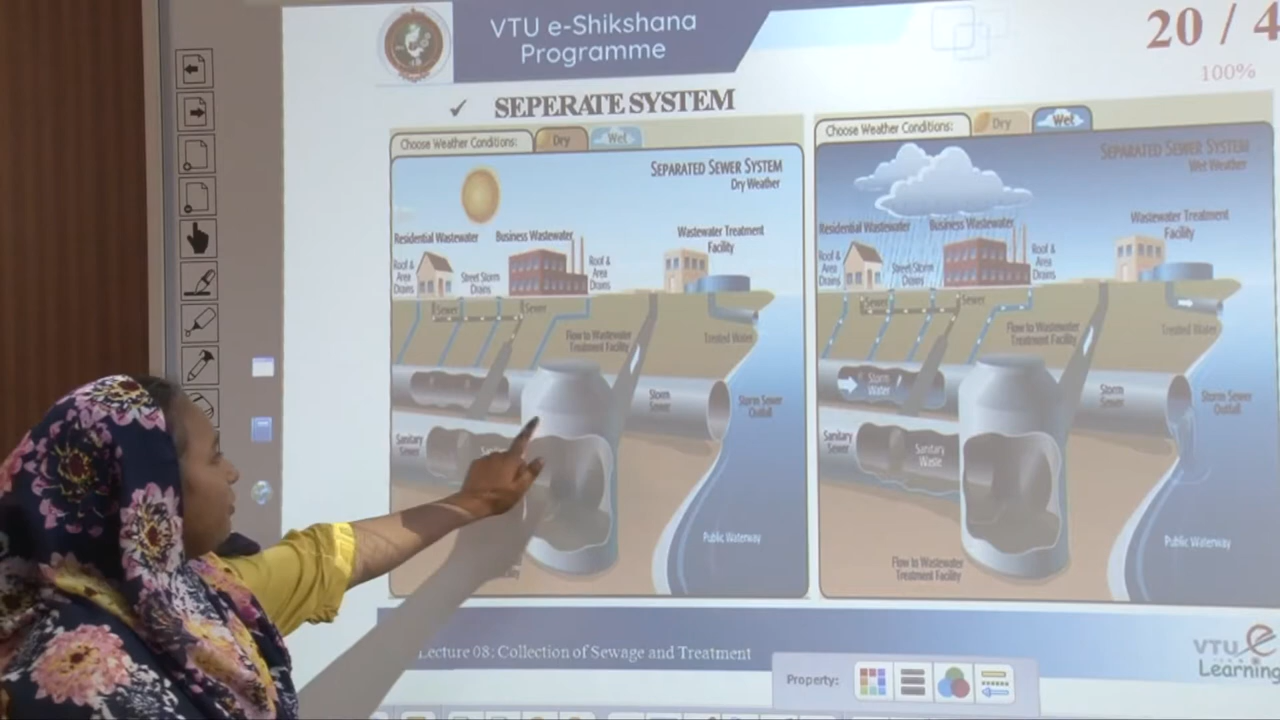 VTU e-Shikshana
Programme
20 / 4
100%
✓ SEPERATE SYSTEM
Choose Weather Conditions: Dry Wet
SEPARATED SEWER SYSTEM
Dry Weather
Residential Wastewater
Business Wastewater
Wastewater Treatment
Facility
Roof &
Area
Drains
Street Storm
Drains
Roof &
Area
Drains
Sewer
Sewer
Flow to Wastewater
Treatment Facility
Treated Water
Storm
Sewer
Storm Sewer
Outfall
Sanitary
Sewer
Public Waterway
Choose Weather Conditions: Dry Wet
SEPARATED SEWER SYSTEM
Wet Weather
Residential Wastewater
Business Wastewater
Wastewater Treatment
Facility
Roof &
Area
Drains
Street Storm
Drains
Roof &
Area
Drains
Sewer
Sewer
Flow to Wastewater
Treatment Facility
Treated Water
Storm
Water
Storm
Sewer
Storm Sewer
Outfall
Sanitary
Sewer
Sanitary
Waste
Public Waterway
Flow to Wastewater
Treatment Facility
Lecture 08: Collection of Sewage and Treatment
VTU e
Learning
Property: